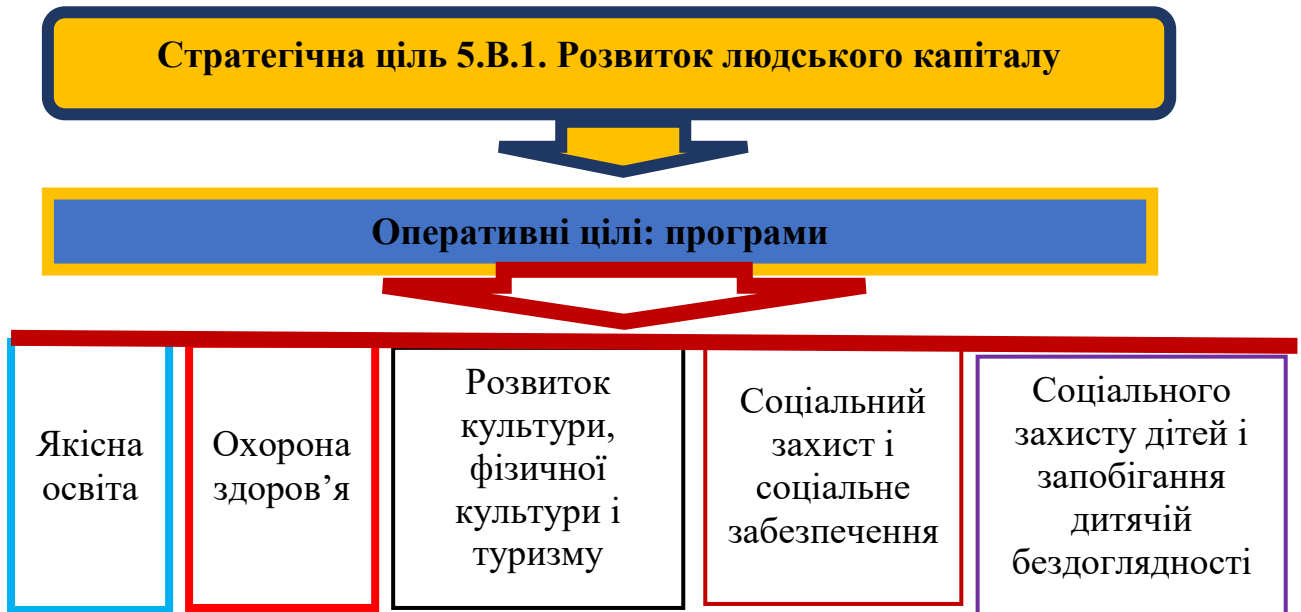 Стратегічна ціль 5.В.1. Розвиток людського капіталу
Оперативні цілі: програми
Якісна
освіта
Охорона
здоров’я
Розвиток
культури,
фізичної
культури і
туризму
Соціальний
захист і
соціальне
забезпечення
Соціального
захисту дітей і
запобігання
дитячій
бездоглядності